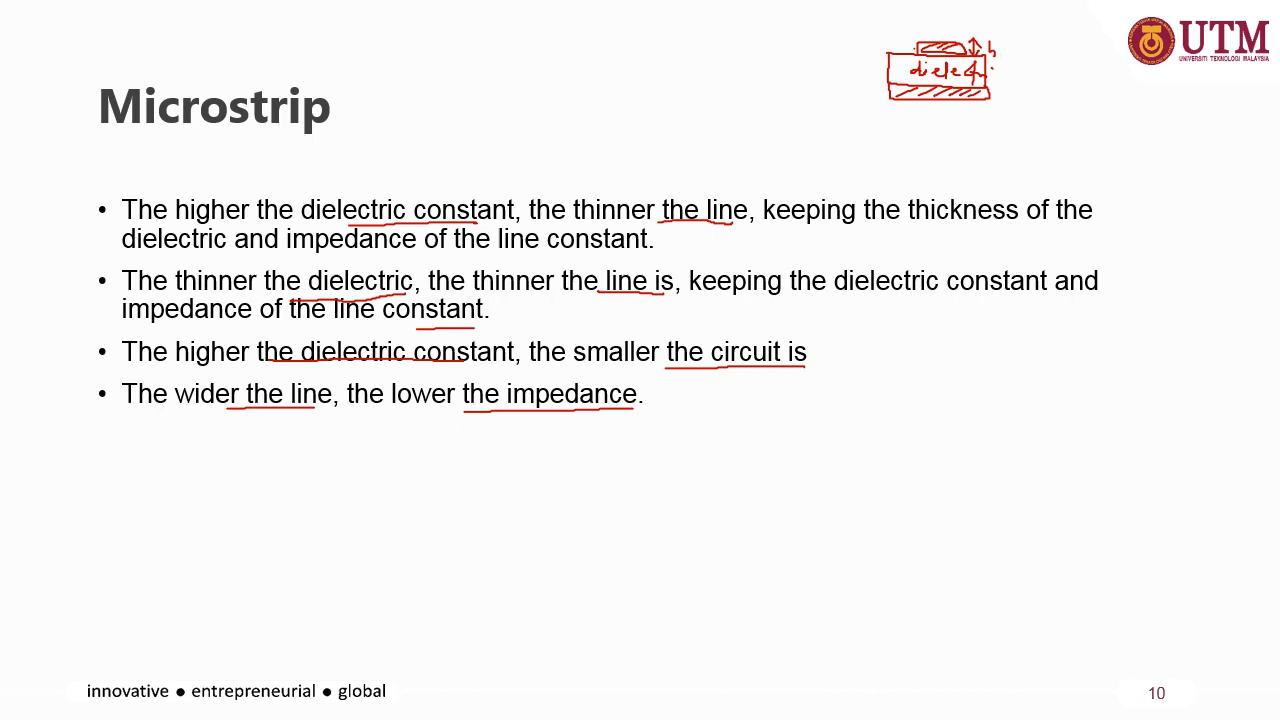 UTM
UNIVERSITI TEKNOLOGI MALAYSIA
h
Microstrip
• The higher the dielectric constant, the thinner the line, keeping the thickness of the
dielectric and impedance of the line constant.
• The thinner the dielectric, the thinner the line is, keeping the dielectric constant and
impedance of the line constant.
• The higher the dielectric constant, the smaller the circuit is
• The wider the line, the lower the impedance.
innovative ● entrepreneurial ● global
10